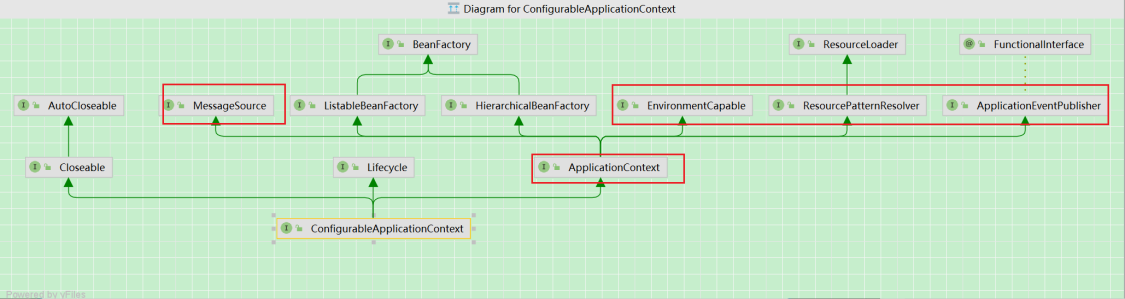 Diagram for ConfigurableApplicationContext
BeanFactory
ResourceLoader
FunctionalInterface
AutoCloseable
MessageSource
ListableBeanFactory
HierarchicalBeanFactory
EnvironmentCapable
ResourcePatternResolver
ApplicationEventPublisher
Closeable
Lifecycle
ApplicationContext
ConfigurableApplicationContext
Powered by yFiles